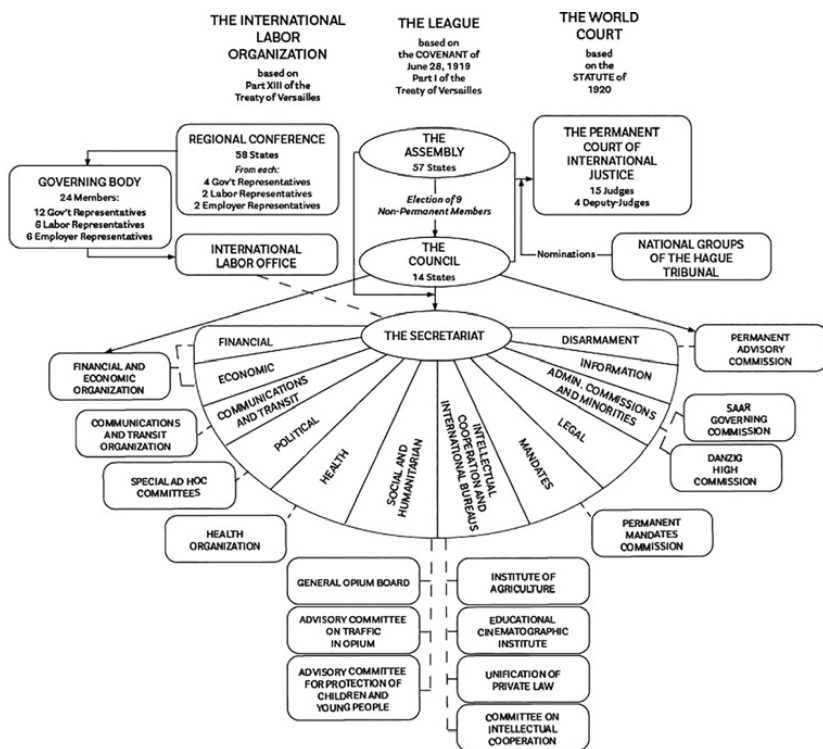 THE INTERNATIONAL
LABOR
ORGANIZATION
based on
Part XIII of the
Treaty of Versailles
THE LEAGUE
based on
the COVENANT of
June 28, 1919
Part I of the
Treaty of Versailles
THE WORLD
COURT
based
on the
STATUTE of
1920
REGIONAL CONFERENCE
58 States
From each:
4 Gov't Representatives
2 Labor Representatives
2 Employer Representatives
GOVERNING BODY
24 Members:
12 Gov't Representatives
6 Labor Representatives
6 Employer Representatives
INTERNATIONAL
LABOR OFFICE
THE
ASSEMBLY
57 States
Election of 9
Non-Permanent Members
THE
COUNCIL
14 States
THE PERMANENT
COURT OF
INTERNATIONAL
JUSTICE
15 Judges
4 Deputy-Judges
Nominations
NATIONAL GROUPS
OF THE HAGUE
TRIBUNAL
THE SECRETARIAT
FINANCIAL
ECONOMIC
COMMUNICATIONS
AND TRANSIT
POLITICAL
HEALTH
SOCIAL AND
HUMANITARIAN
INTELLECTUAL
COOPERATION AND
INTERNATIONAL BUREAUS
MANDATES
LEGAL
ADMIN. COMMISSIONS
AND MINORITIES
INFORMATION
DISARMAMENT
FINANCIAL AND
ECONOMIC
ORGANIZATION
COMMUNICATIONS
AND TRANSIT
ORGANIZATION
SPECIAL AD HOC
COMMITTEES
HEALTH
ORGANIZATION
PERMANENT
ADVISORY
COMMISSION
SAAR
GOVERNING
COMMISSION
DANZIG
HIGH
COMMISSION
PERMANENT
MANDATES
COMMISSION
GENERAL OPIUM BOARD
ADVISORY COMMITTEE
ON TRAFFIC
IN OPIUM
ADVISORY COMMITTEE
FOR PROTECTION OF
CHILDREN AND
YOUNG PEOPLE
INSTITUTE OF
AGRICULTURE
EDUCATIONAL
CINEMATOGRAPHIC
INSTITUTE
UNIFICATION OF
PRIVATE LAW
COMMITTEE ON
INTELLECTUAL
COOPERATION